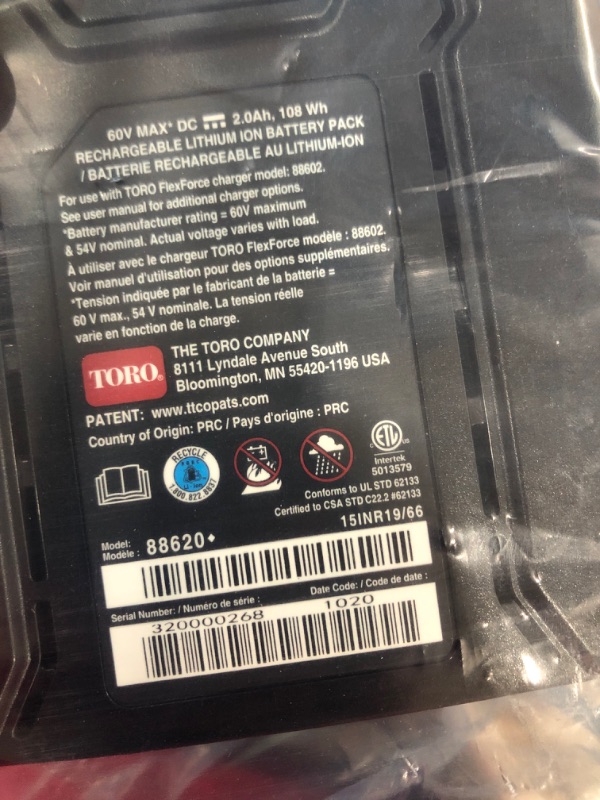 60V MAX* DC 2.0Ah, 108 Wh
RECHARGEABLE LITHIUM ION BATTERY PACK
/ BATTERIE RECHARGEABLE AU LITHIUM-ION
For use with TORO FlexForce charger model: 88602.
See user manual for additional charger options.
*Battery manufacturer rating = 60V maximum
& 54V nominal. Actual voltage varies with load.
À utiliser avec le chargeur TORO FlexForce modèle : 88602.
Voir manuel d'utilisation pour des options supplémentaires.
*Tension indiquée par le fabricant de la batterie =
60 V max., 54 V nominale. La tension réelle
varie en fonction de la charge.
TORO®
THE TORO COMPANY
8111 Lyndale Avenue South
Bloomington, MN 55420-1196 USA
PATENT: www.ttcopats.com
Country of Origin: PRC / Pays d'origine : PRC
RECYCLE
1.800.822.8837
C ETL US
Intertek
5013579
Conforms to UL STD 62133
Certified to CSA STD C22.2 #62133
15INR19/66
Model:
Modèle : 88620
Serial Number: / Numéro de série :
Date Code: / Code de date :
320000268
1020